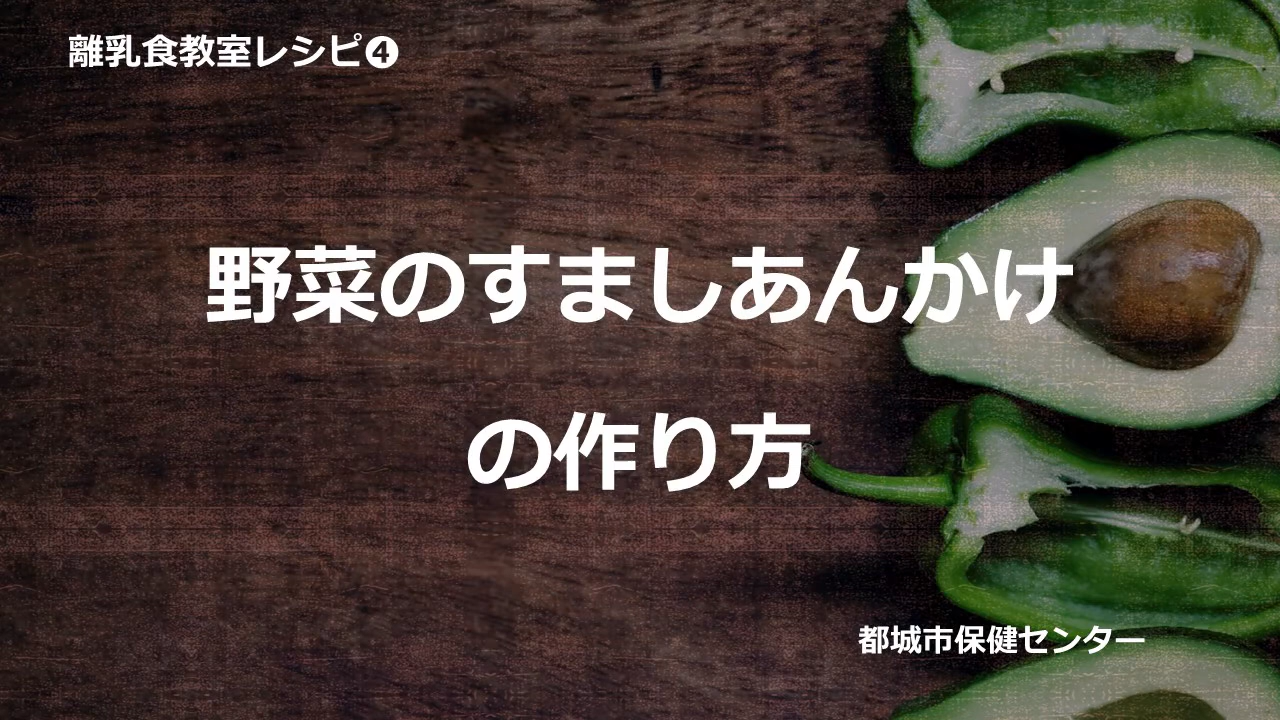 離乳食教室レシピ❹
野菜のすましあんかけ
の作り方
都城市保健センター